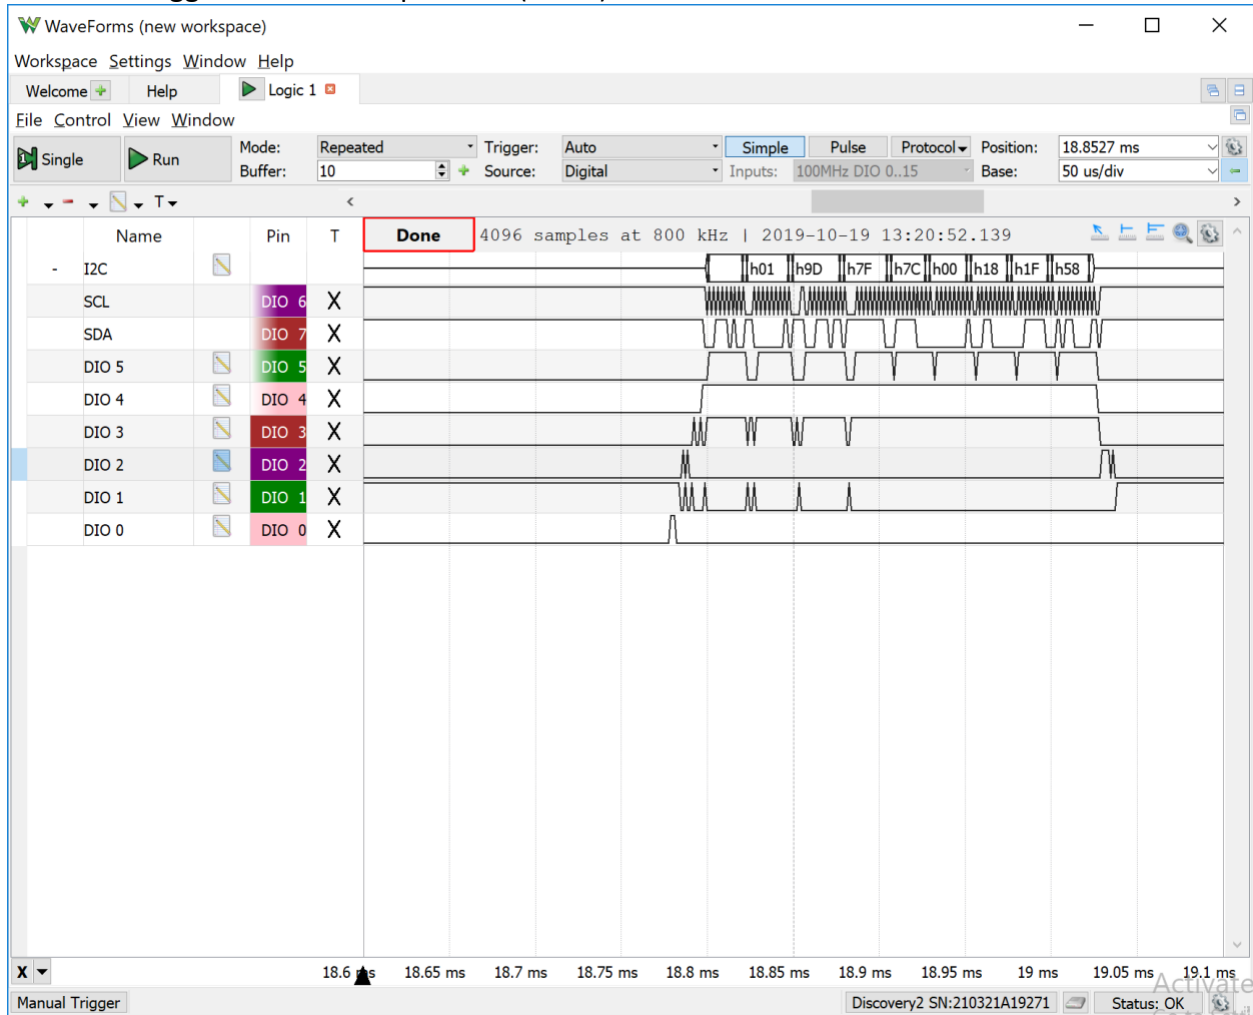 WaveForms (new workspace)
Workspace Settings Window Help
Welcome Help Logic 1
File Control View Window
Single Run Mode: Repeated Trigger: Auto Simple Pulse Protocol Position: 18.8527 ms
Buffer: 10 Source: Digital Inputs: 100MHz DIO 0..15 Base: 50 us/div
T
Name Pin T Done 4096 samples at 800 kHz | 2019-10-19 13:20:52.139
- I2C h01 h9D h7F h7C h00 h18 h1F h58
SCL DIO 6 X
SDA DIO 7 X
DIO 5 DIO 5 X
DIO 4 DIO 4 X
DIO 3 DIO 3 X
DIO 2 DIO 2 X
DIO 1 DIO 1 X
DIO 0 DIO 0 X
X 18.6 18.65 ms 18.7 ms 18.75 ms 18.8 ms 18.85 ms 18.9 ms 18.95 ms 19 ms 19.05 ms 19.1 ms
Manual Trigger Discovery2 SN:210321A19271 Status: OK